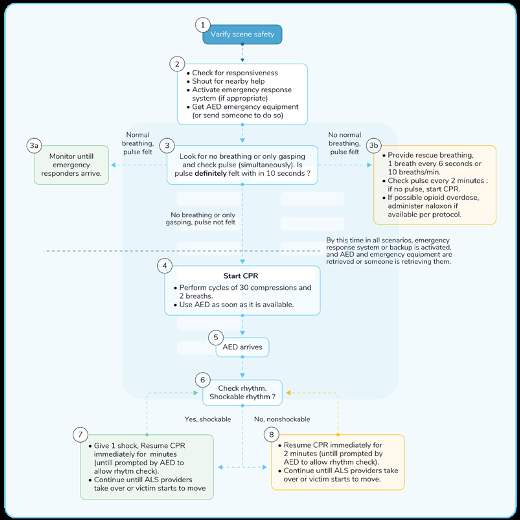 1
Varify scene safety
2
• Check for responsiveness
• Shout for nearby help
• Activate emergency response
system (if appropriate)
• Get AED emergency equipment
(or send someone to do so)
Normal
breathing,
pulse felt
No normal
breathing,
pulse felt
3a
Monitor untill
emergency
responders arrive.
3
Look for no breathing or only gasping
and check pulse (simultaneously). Is
pulse definitely felt with in 10 seconds ?
3b
• Provide rescue breathing,
1 breath every 6 seconds or
10 breaths/min.
• Check pulse every 2 minutes :
if no pulse, start CPR.
• If possible opioid overdose,
administer naloxon if
available per protocol.
No breathing or only
gasping, pulse not felt
By this time in all scenarios, emergency
response system or backup is activated,
and AED and emergency equipment are
retrieved or someone is retrieving them.
4
Start CPR
• Perform cycles of 30 compressions and
2 breaths.
• Use AED as soon as it is available.
5
AED arrives
6
Check rhythm.
Shockable rhythm ?
Yes, shockable
No, nonshockable
7
• Give 1 shock, Resume CPR
immediately for minutes
(untill prompted by AED to
allow rhytm check).
• Continue untill ALS providers
take over or victim starts to move
8
• Resume CPR immediately for
2 minutes (untill prompted by
AED to allow rhythm check).
• Continue untill ALS providers take
over or victim starts to move.